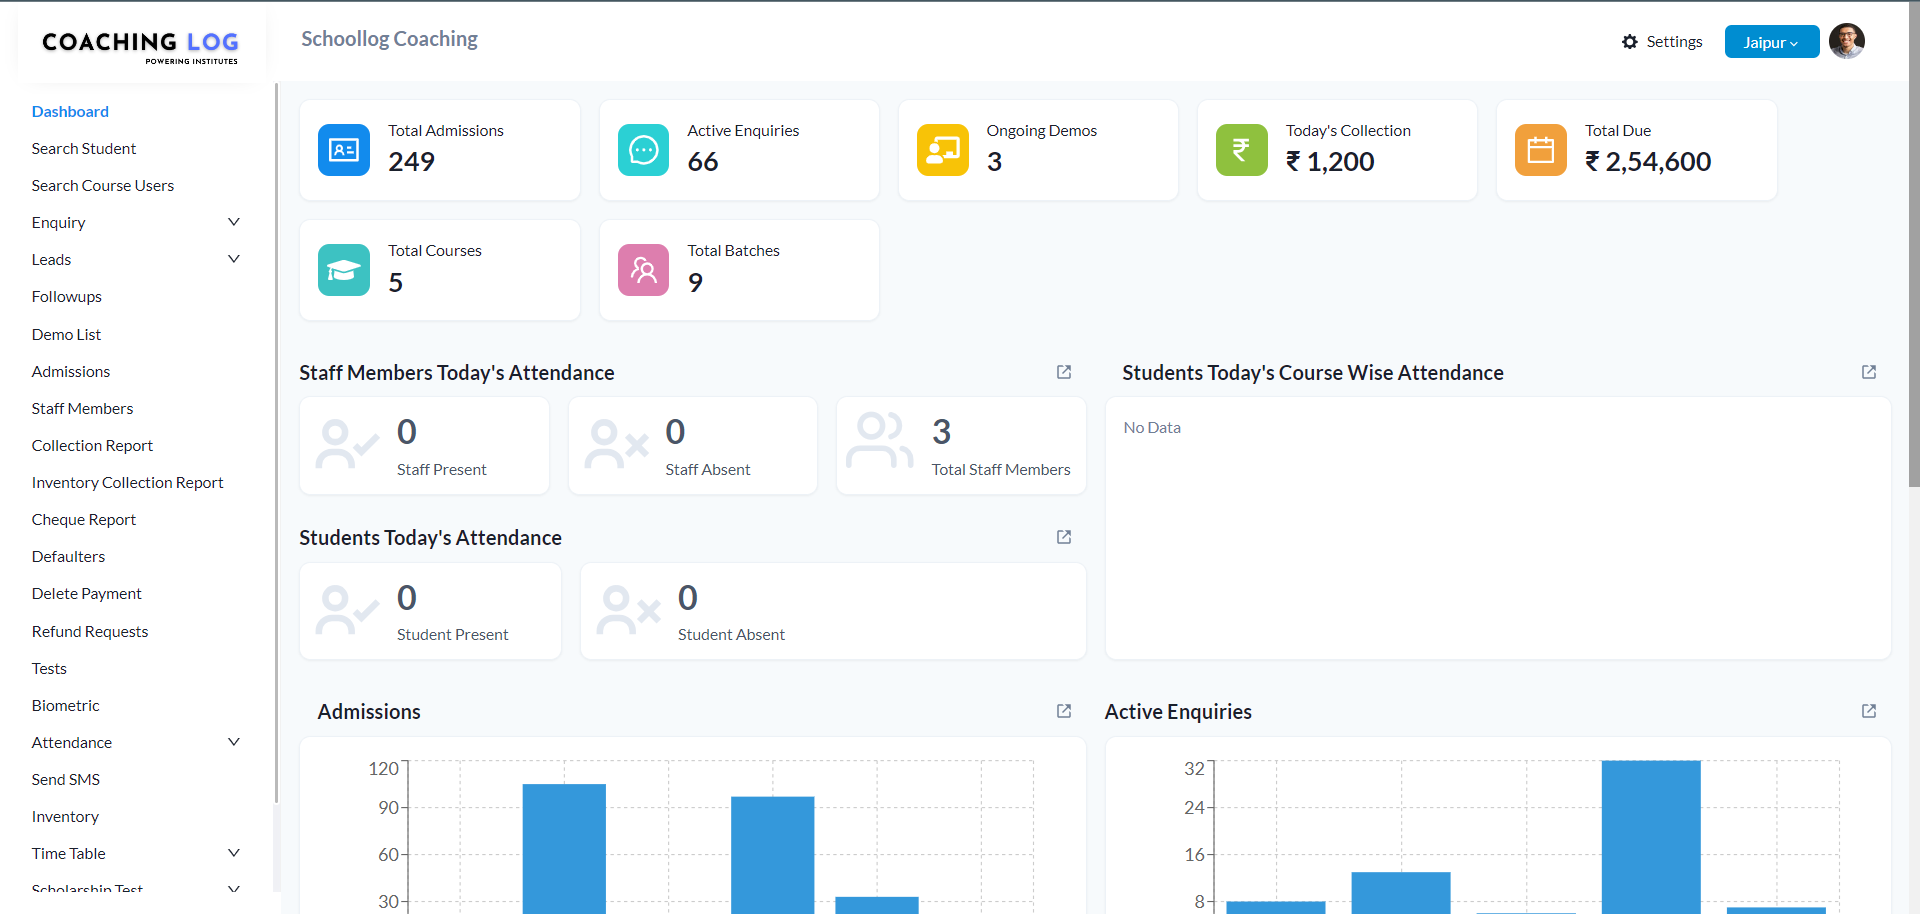 COACHING LOG
POWERING INSTITUTES
Schoollog Coaching
Settings
Jaipur
Dashboard
Search Student
Search Course Users
Enquiry
Leads
Followups
Demo List
Admissions
Staff Members
Collection Report
Inventory Collection Report
Cheque Report
Defaulters
Delete Payment
Refund Requests
Tests
Biometric
Attendance
Send SMS
Inventory
Time Table
Scholarship Test
Total Admissions
249
Active Enquiries
66
Ongoing Demos
3
Today's Collection
₹ 1,200
Total Due
₹ 2,54,600
Total Courses
5
Total Batches
9
Staff Members Today's Attendance
0
Staff Present
0
Staff Absent
3
Total Staff Members
Students Today's Course Wise Attendance
No Data
Students Today's Attendance
0
Student Present
0
Student Absent
Admissions
120
90
60
30
Active Enquiries
32
24
16
8